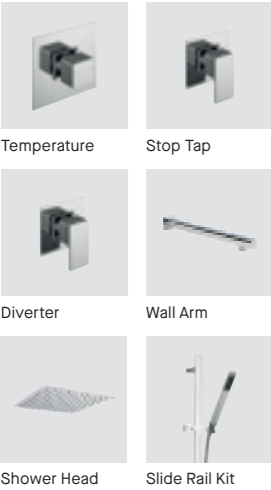 Temperature
Stop Tap
Diverter
Wall Arm
Shower Head
Slide Rail Kit